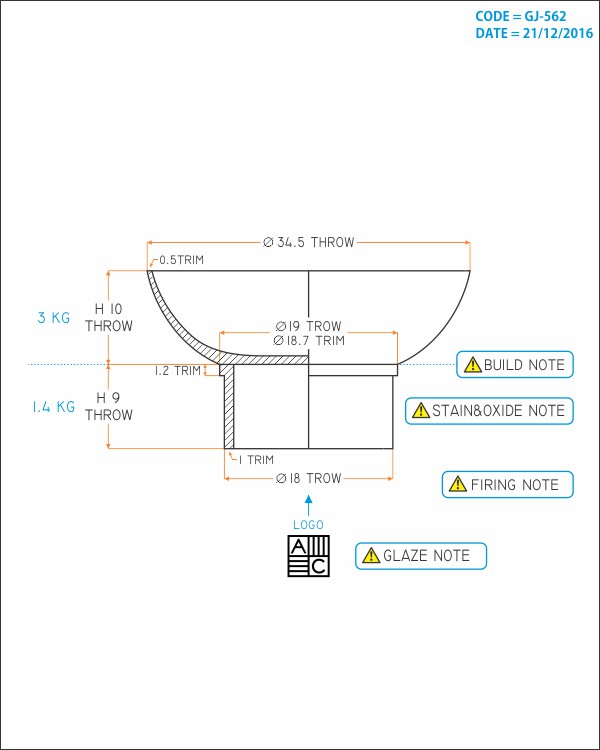 CODE = GJ-562
DATE = 21/12/2016
Ø 34.5 THROW
0.5TRIM
3 KG
H 10
THROW
Ø19 TROW
Ø 18.7 TRIM
1.2 TRIM
BUILD NOTE
1.4 KG
H 9
THROW
STAIN&OXIDE NOTE
1 TRIM
Ø 18 TROW
FIRING NOTE
LOGO
A
C
GLAZE NOTE